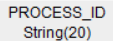 PROCESS_ID
String(20)